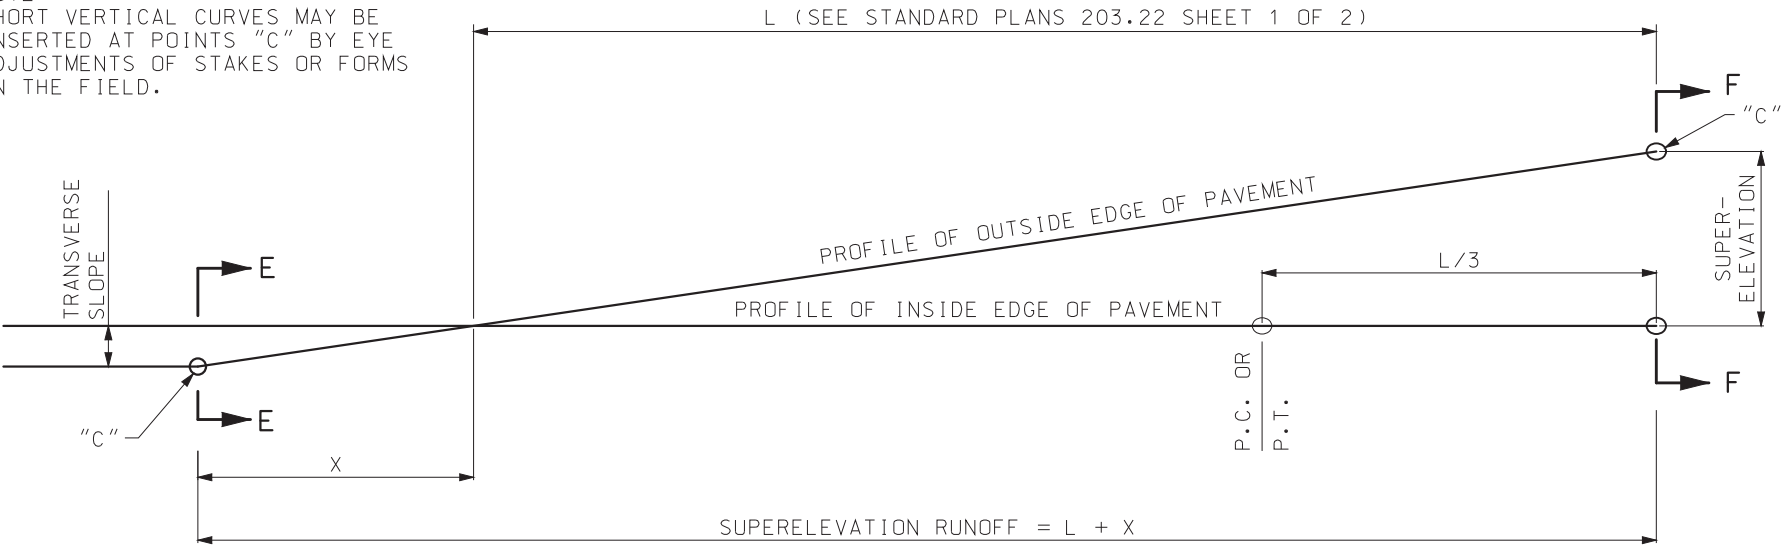 HORT VERTICAL CURVES MAY BE
NSERTED AT POINTS "C" BY EYE
DJUSTMENTS OF STAKES OR FORMS
N THE FIELD.
L (SEE STANDARD PLANS 203.22 SHEET 1 OF 2)
F
"C"
TRANSVERSE
SLOPE
PROFILE OF OUTSIDE EDGE OF PAVEMENT
SUPER-
ELEVATION
E
L/3
PROFILE OF INSIDE EDGE OF PAVEMENT
P.C. OR
P.T.
F
E
"C"
X
SUPERELEVATION RUNOFF = L + X